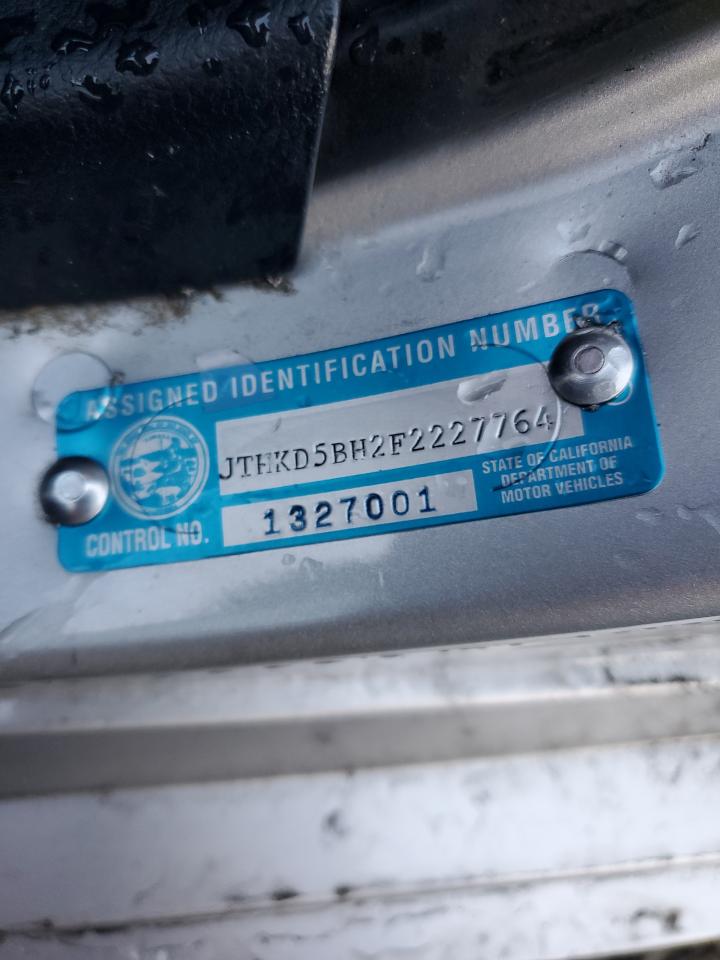 ASSIGNED IDENTIFICATION NUMBER
JTHKD5BH2F2227764
CONTROL NO.
1327001
STATE OF CALIFORNIA
DEPARTMENT OF
MOTOR VEHICLES